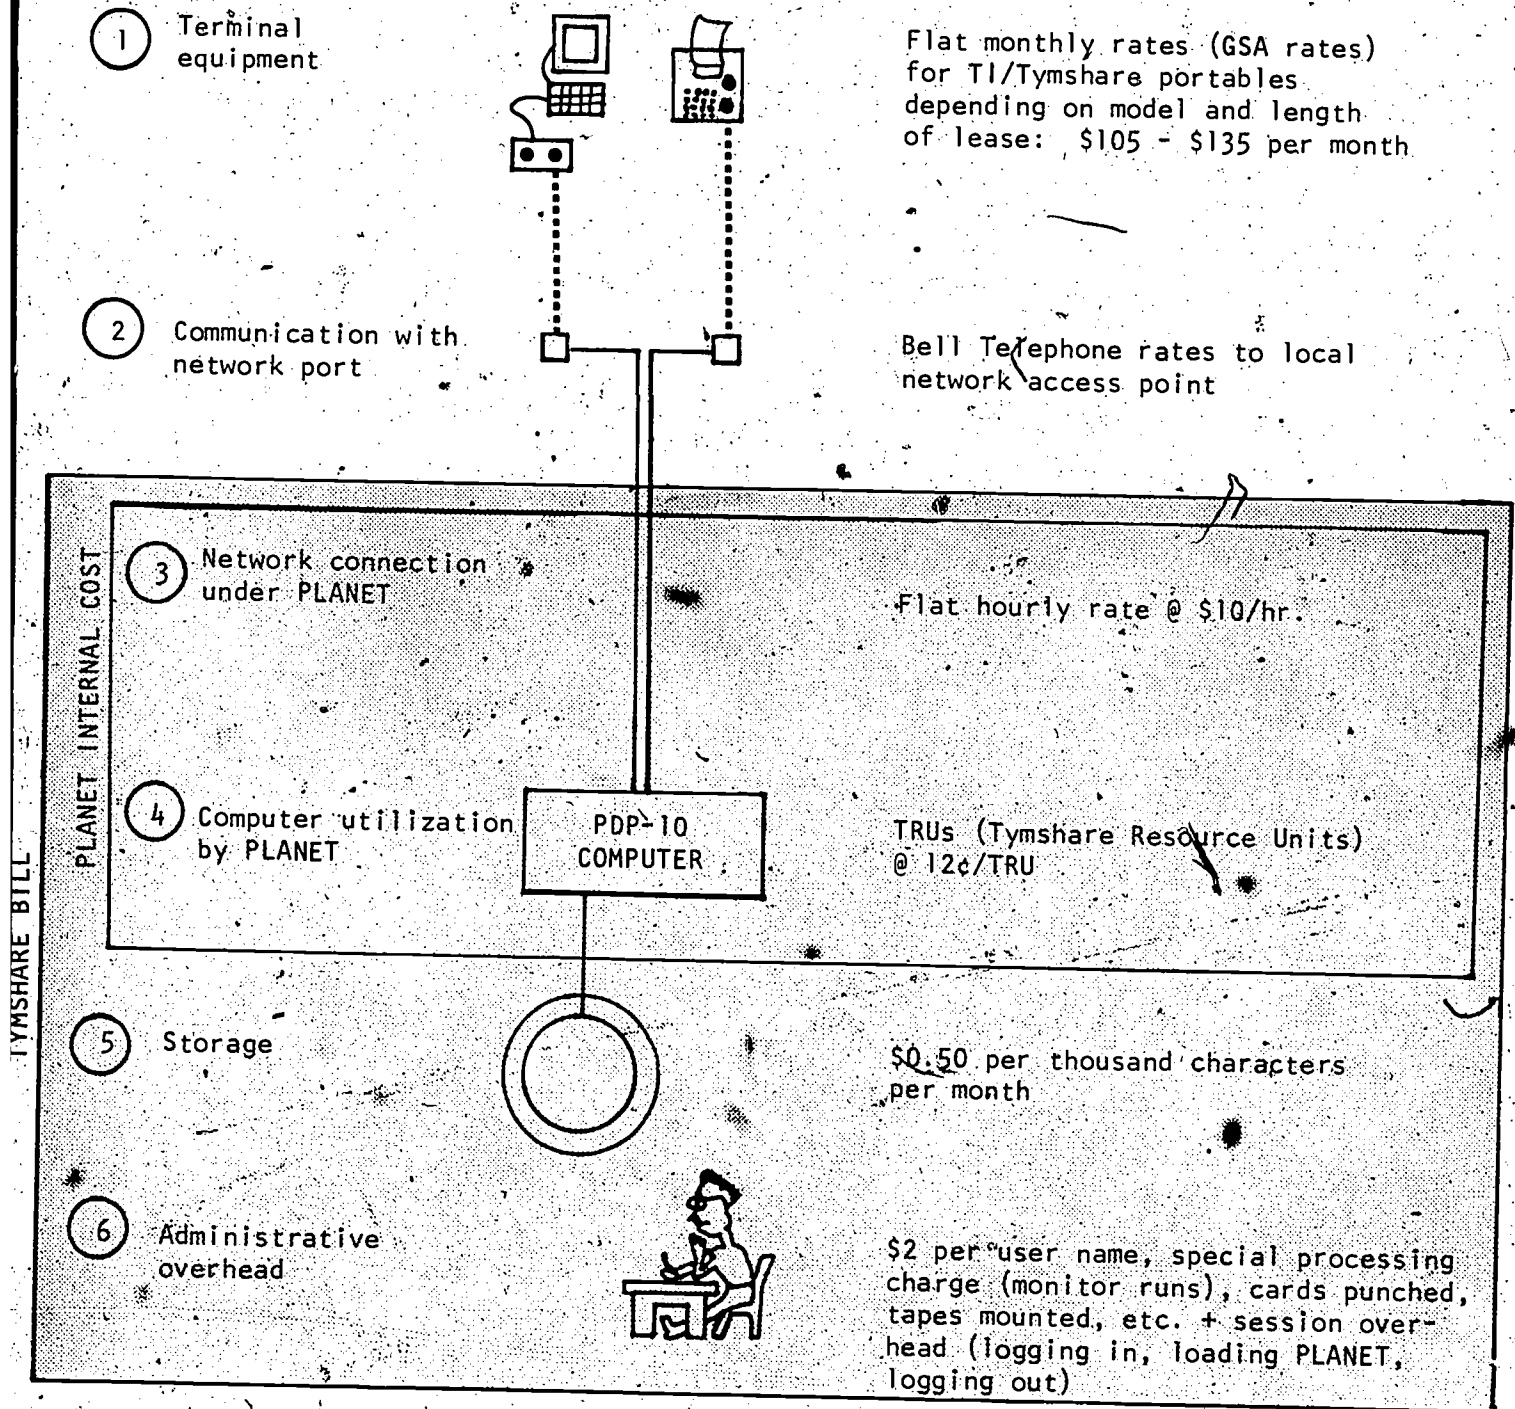 1 Terminal
equipment
Flat monthly rates (GSA rates)
for TI/Tymshare portables
depending on model and length
of lease: $105 - $135 per month
2 Communication with
network port
Bell Telephone rates to local
network access point
TYMSHARE BILL
PLANET INTERNAL COST
3 Network connection
under PLANET
Flat hourly rate @ $10/hr.
4 Computer utilization
by PLANET
PDP-10
COMPUTER
TRUs (Tymshare Resource Units)
@ 12¢/TRU
5 Storage
$0.50 per thousand characters
per month
6 Administrative
overhead
$2 per user name, special processing
charge (monitor runs), cards punched,
tapes mounted, etc. + session over-
head (logging in, loading PLANET,
logging out)